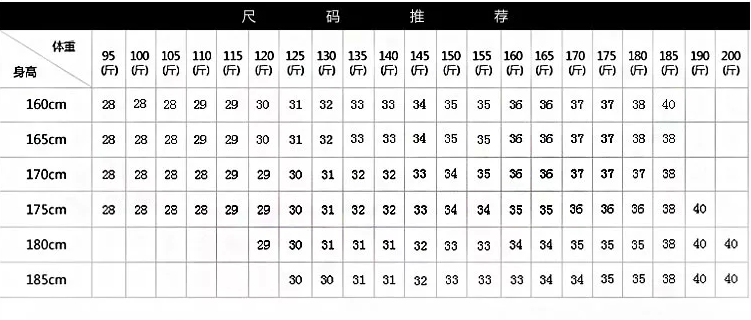 尺码推荐
体重 95(斤) 100(斤) 105(斤) 110(斤) 115(斤) 120(斤) 125(斤) 130(斤) 135(斤) 140(斤) 145(斤) 150(斤) 155(斤) 160(斤) 165(斤) 170(斤) 175(斤) 180(斤) 185(斤) 190(斤) 200(斤)
身高
160cm 28 28 28 29 29 30 31 32 33 33 34 35 35 36 36 37 37 38 40
165cm 28 28 28 29 29 30 31 32 33 33 34 35 35 36 36 37 37 38 38
170cm 28 28 28 28 29 29 30 31 32 32 33 34 35 36 36 37 37 37 38
175cm 28 28 28 28 29 29 30 31 32 32 33 34 34 35 35 36 36 36 38 40
180cm 29 30 31 31 31 32 33 33 34 34 35 35 35 38 40 40
185cm 30 30 31 31 32 33 33 33 34 34 35 35 38 40 40